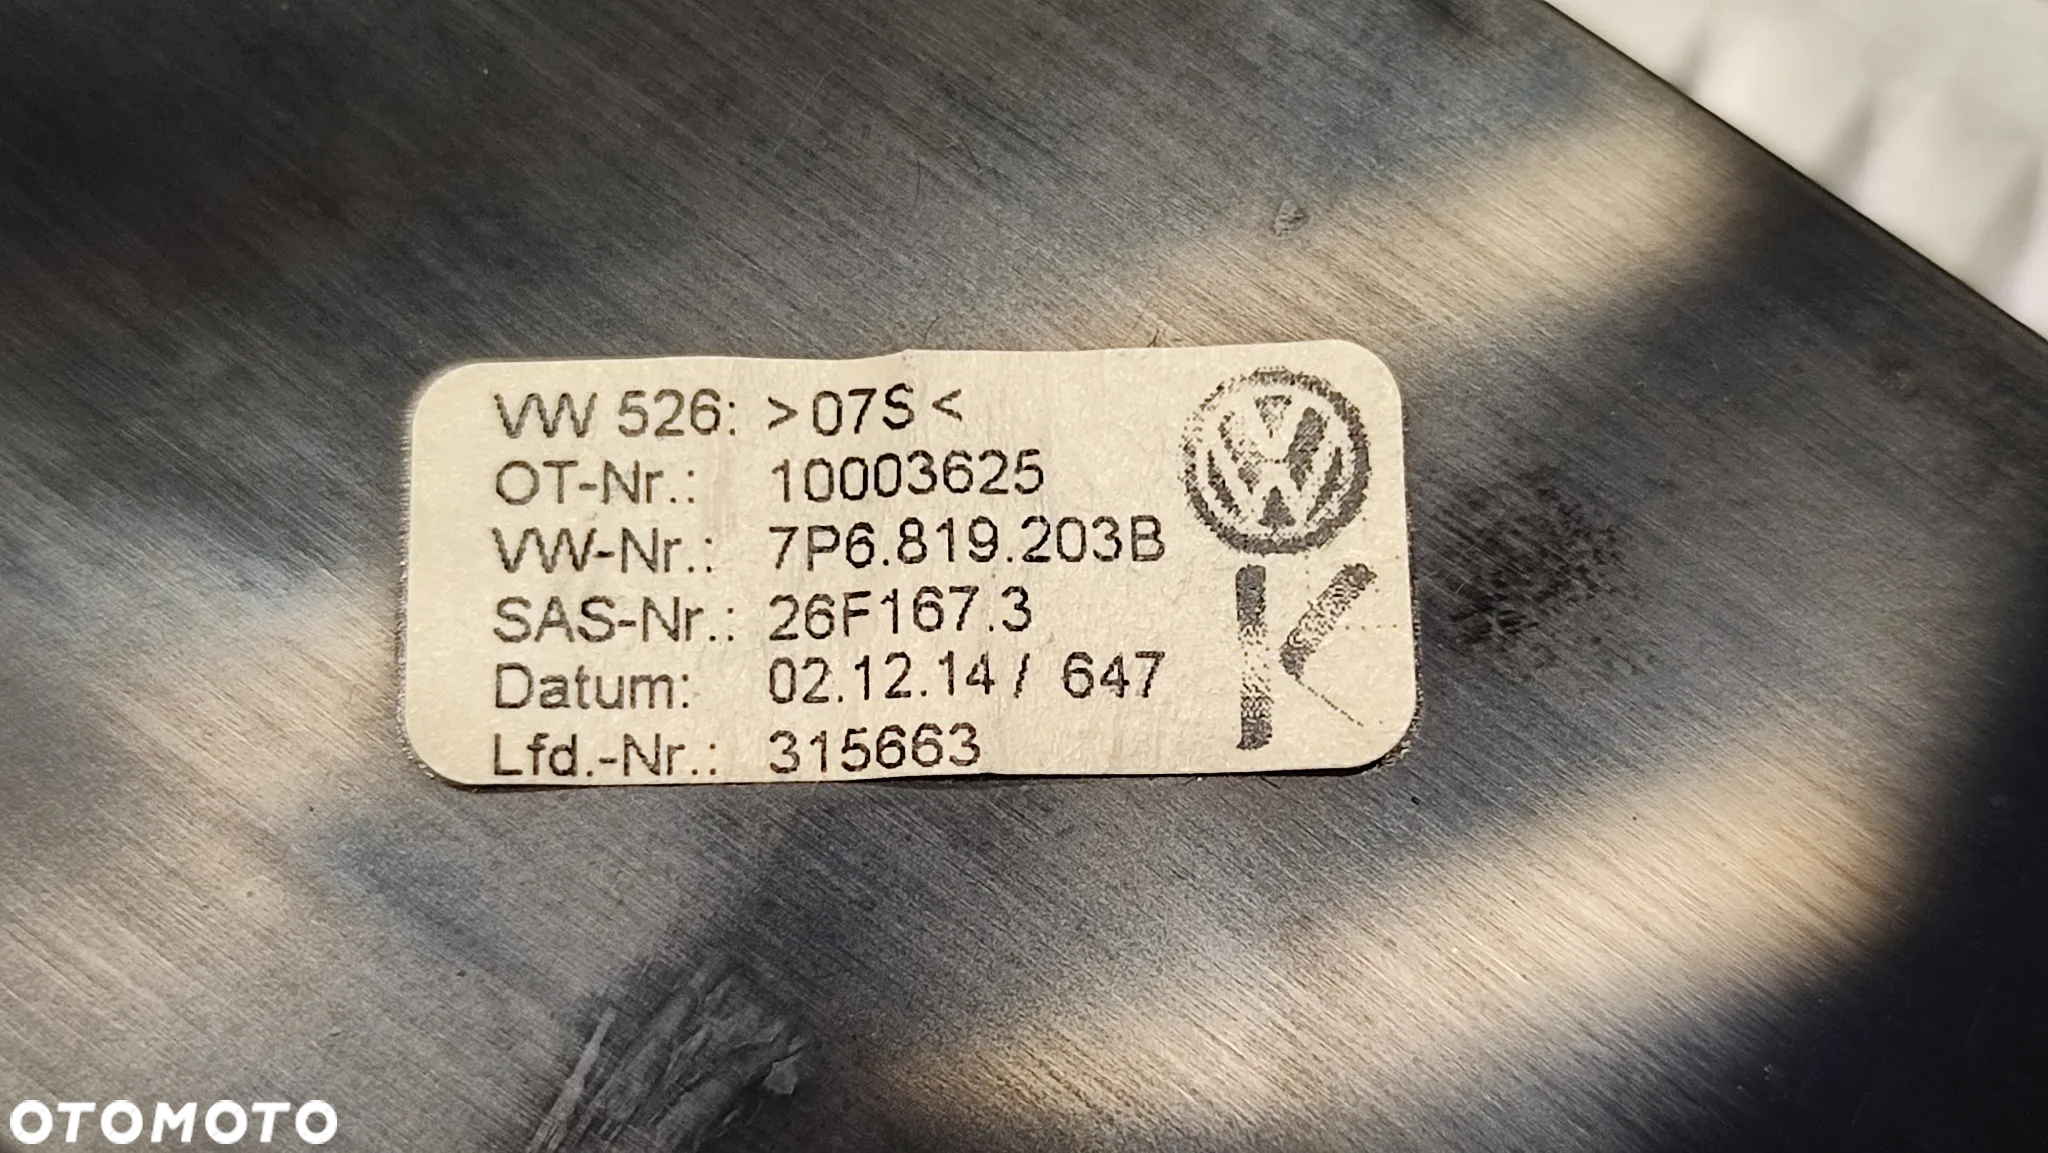 VW 526: >07S<
OT-Nr.: 10003625
VW-Nr.: 7P6.819.203B
SAS-Nr.: 26F167.3
Datum: 02.12.14 / 647
Lfd.-Nr.: 315663
K
OTOMOTO